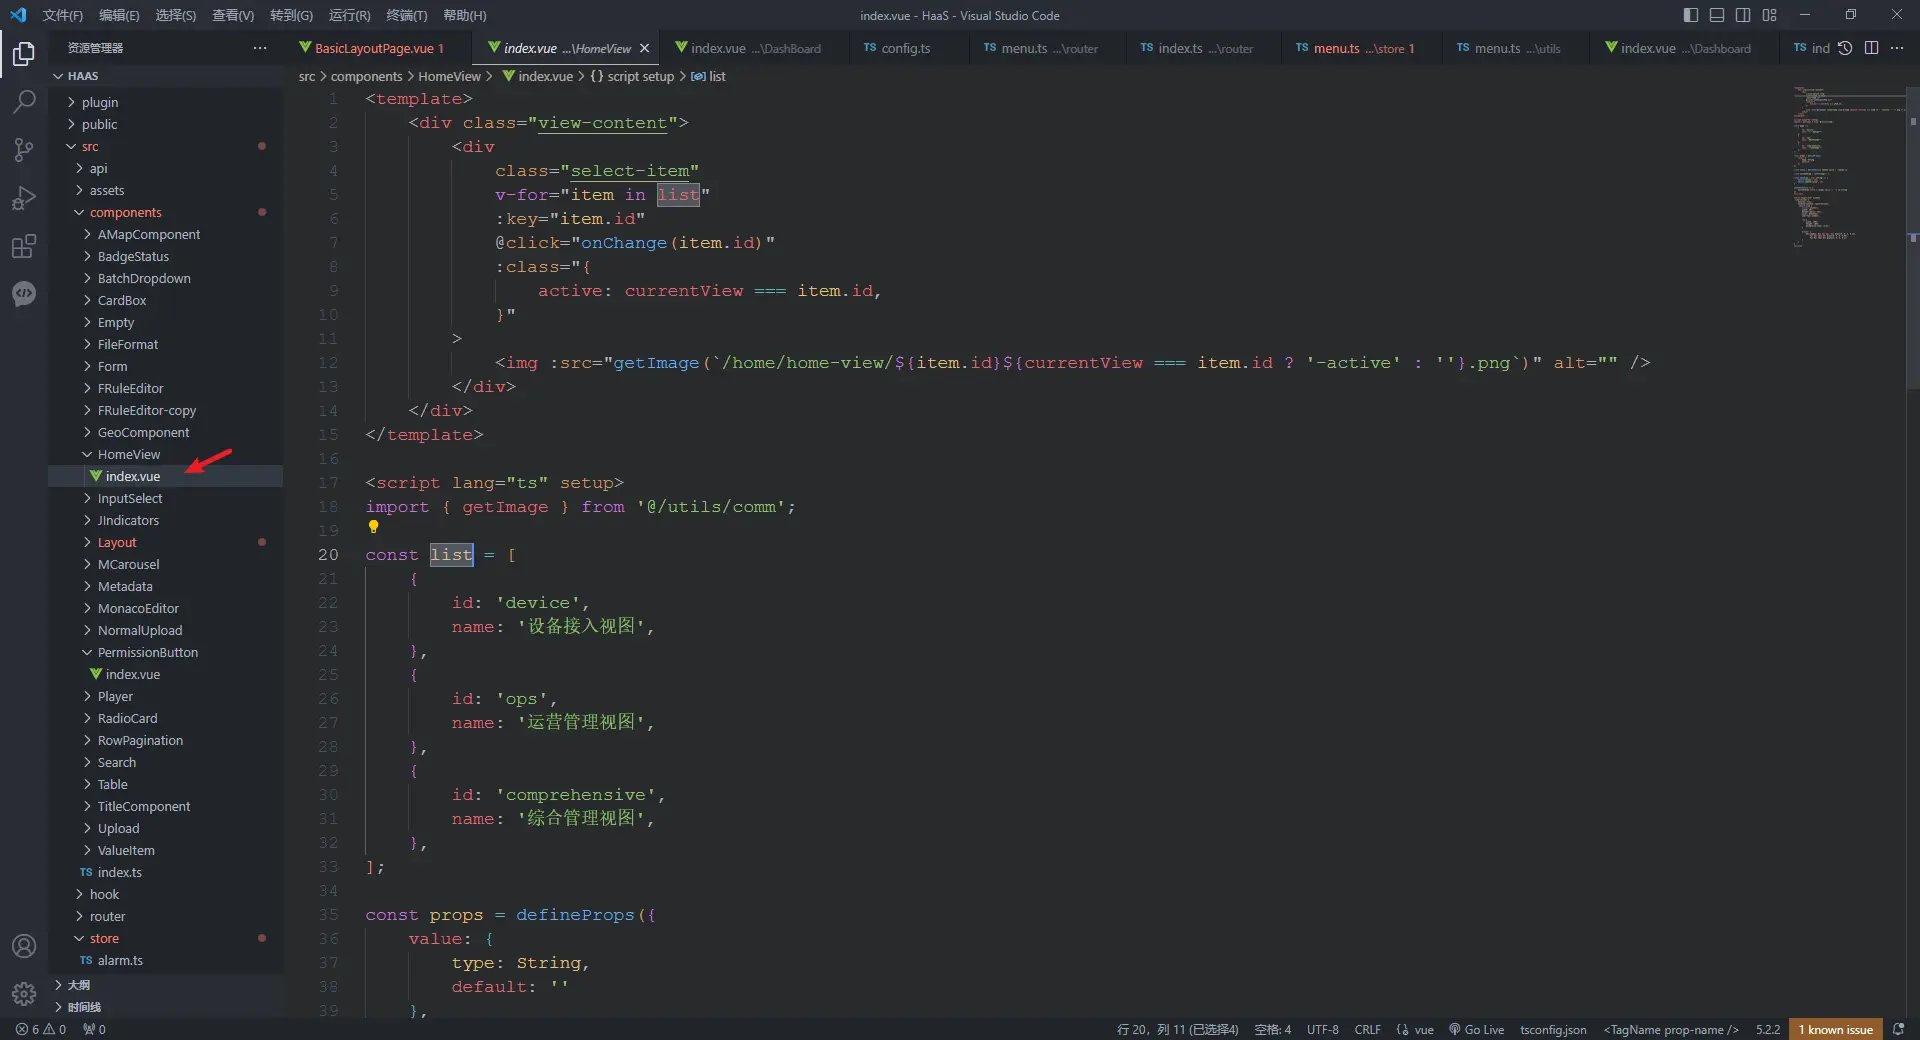 文件(F) 编辑(E) 选择(S) 查看(V) 转到(G) 运行(R) 终端(T) 帮助(H) index.vue - HaaS - Visual Studio Code
资源管理器 BasicLayoutPage.vue 1 index.vue ...\HomeView index.vue ...\DashBoard TS config.ts TS menu.ts ...\router TS index.ts ...\router TS menu.ts ...\store 1 TS menu.ts ...\utils index.vue ...\Dashboard TS ind
HAAS
src > components > HomeView > index.vue > {} script setup > list
plugin
public
src
api
assets
components
AMapComponent
BadgeStatus
BatchDropdown
CardBox
Empty
FileFormat
Form
FRuleEditor
FRuleEditor-copy
GeoComponent
HomeView
index.vue
InputSelect
JIndicators
Layout
MCarousel
Metadata
MonacoEditor
NormalUpload
PermissionButton
index.vue
Player
RadioCard
RowPagination
Search
Table
TitleComponent
Upload
ValueItem
TS index.ts
hook
router
store
TS alarm.ts
大纲
时间线
1 <template>
2 <div class="view-content">
3 <div
4 class="select-item"
5 v-for="item in list"
6 :key="item.id"
7 @click="onChange(item.id)"
8 :class="{
9 active: currentView === item.id,
10 }"
11 >
12 <img :src="getImage(`/home/home-view/${item.id}${currentView === item.id ? '-active' : ''}.png`)" alt="" />
13 </div>
14 </div>
15 </template>
16
17 <script lang="ts" setup>
18 import { getImage } from '@/utils/comm';
19
20 const list = [
21 {
22 id: 'device',
23 name: '设备接入视图',
24 },
25 {
26 id: 'ops',
27 name: '运营管理视图',
28 },
29 {
30 id: 'comprehensive',
31 name: '综合管理视图',
32 },
33 ];
34
35 const props = defineProps({
36 value: {
37 type: String,
38 default: ''
39 },
6 0 0 行 20，列 11 (已选择4) 空格: 4 UTF-8 CRLF vue Go Live tsconfig.json <TagName prop-name /> 5.2.2 1 known issue